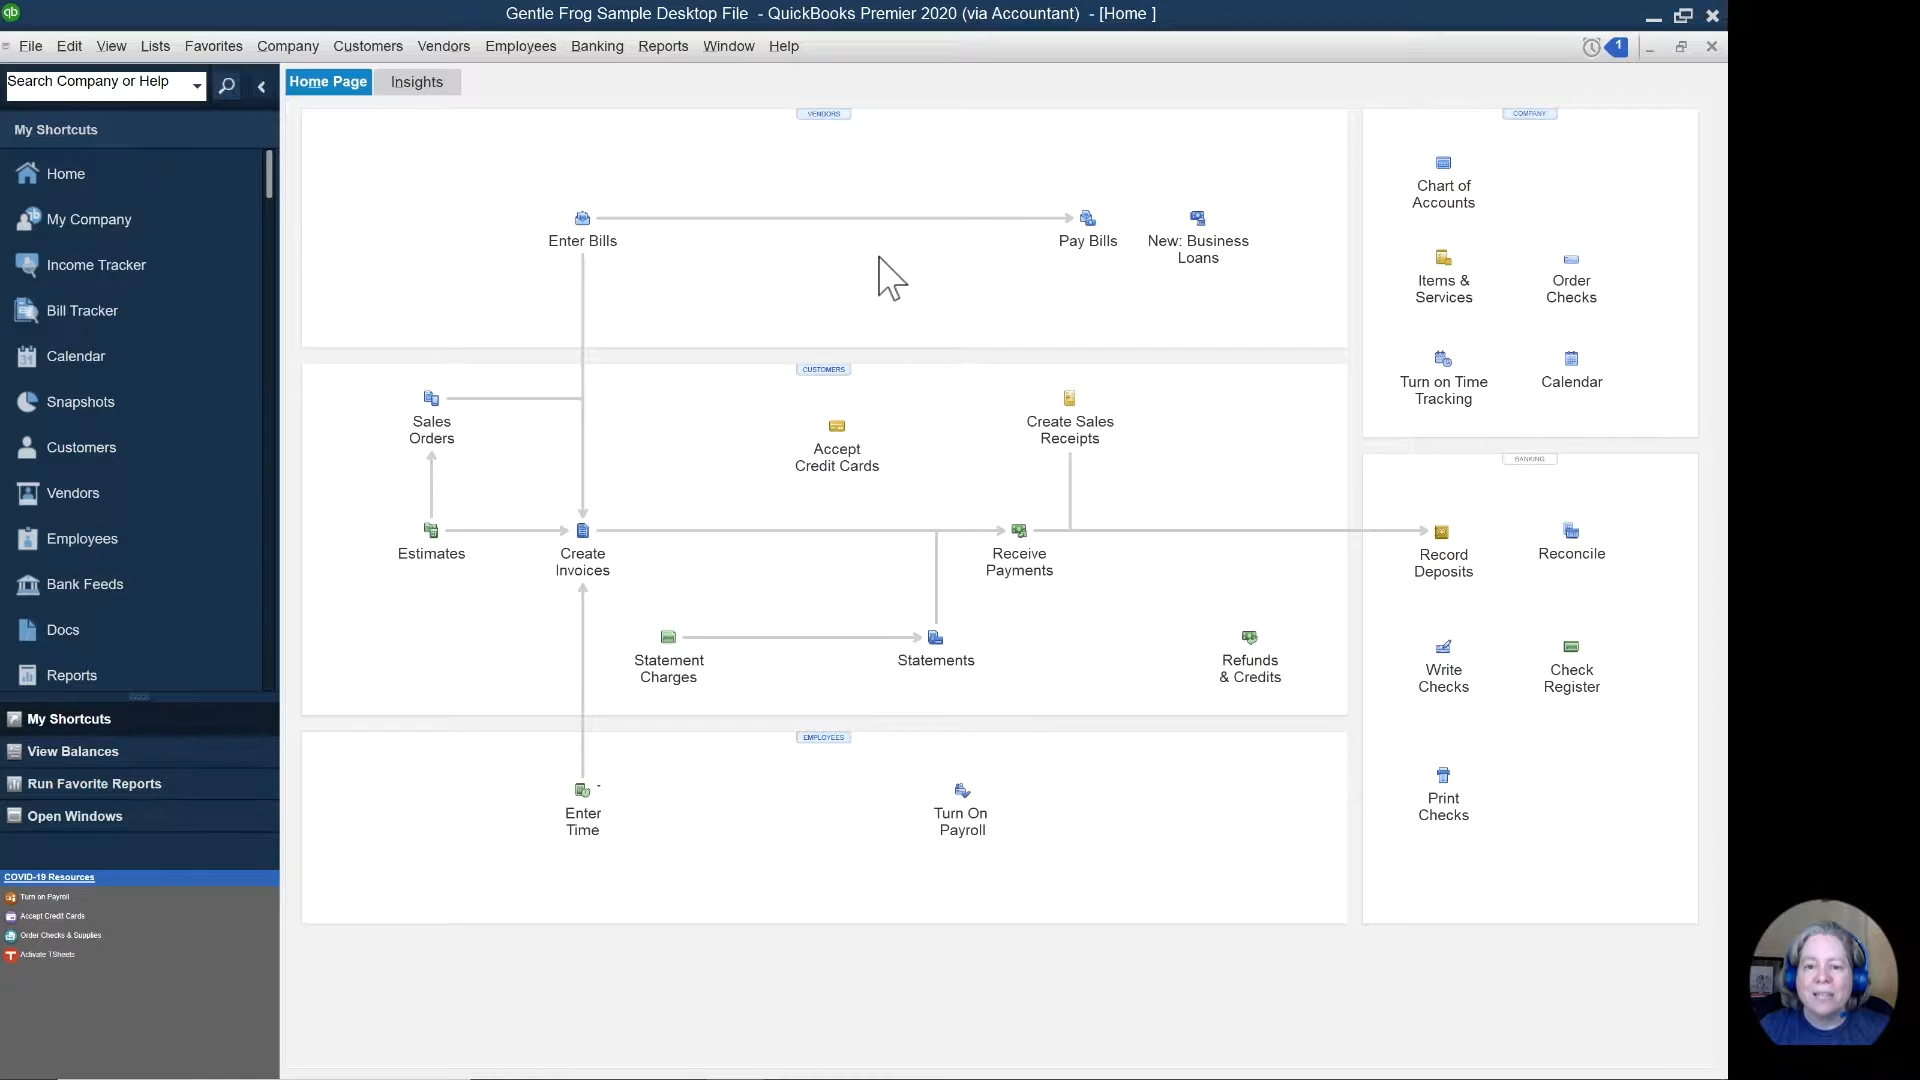 qb
Gentle Frog Sample Desktop File - QuickBooks Premier 2020 (via Accountant) - [Home ]
File Edit View Lists Favorites Company Customers Vendors Employees Banking Reports Window Help
1
Search Company or Help
Home Page Insights
My Shortcuts
Home
My Company
Income Tracker
Bill Tracker
Calendar
Snapshots
Customers
Vendors
Employees
Bank Feeds
Docs
Reports
My Shortcuts
View Balances
Run Favorite Reports
Open Windows
COVID-19 Resources
Turn on Payroll
Accept Credit Cards
Order Checks & Supplies
Activate TSheets
VENDORS
Enter Bills
Pay Bills
New: Business
Loans
CUSTOMERS
Sales
Orders
Accept
Credit Cards
Create Sales
Receipts
Estimates
Create
Invoices
Receive
Payments
Statement
Charges
Statements
Refunds
& Credits
EMPLOYEES
Enter
Time
Turn On
Payroll
COMPANY
Chart of
Accounts
Items &
Services
Order
Checks
Turn on Time
Tracking
Calendar
BANKING
Record
Deposits
Reconcile
Write
Checks
Check
Register
Print
Checks